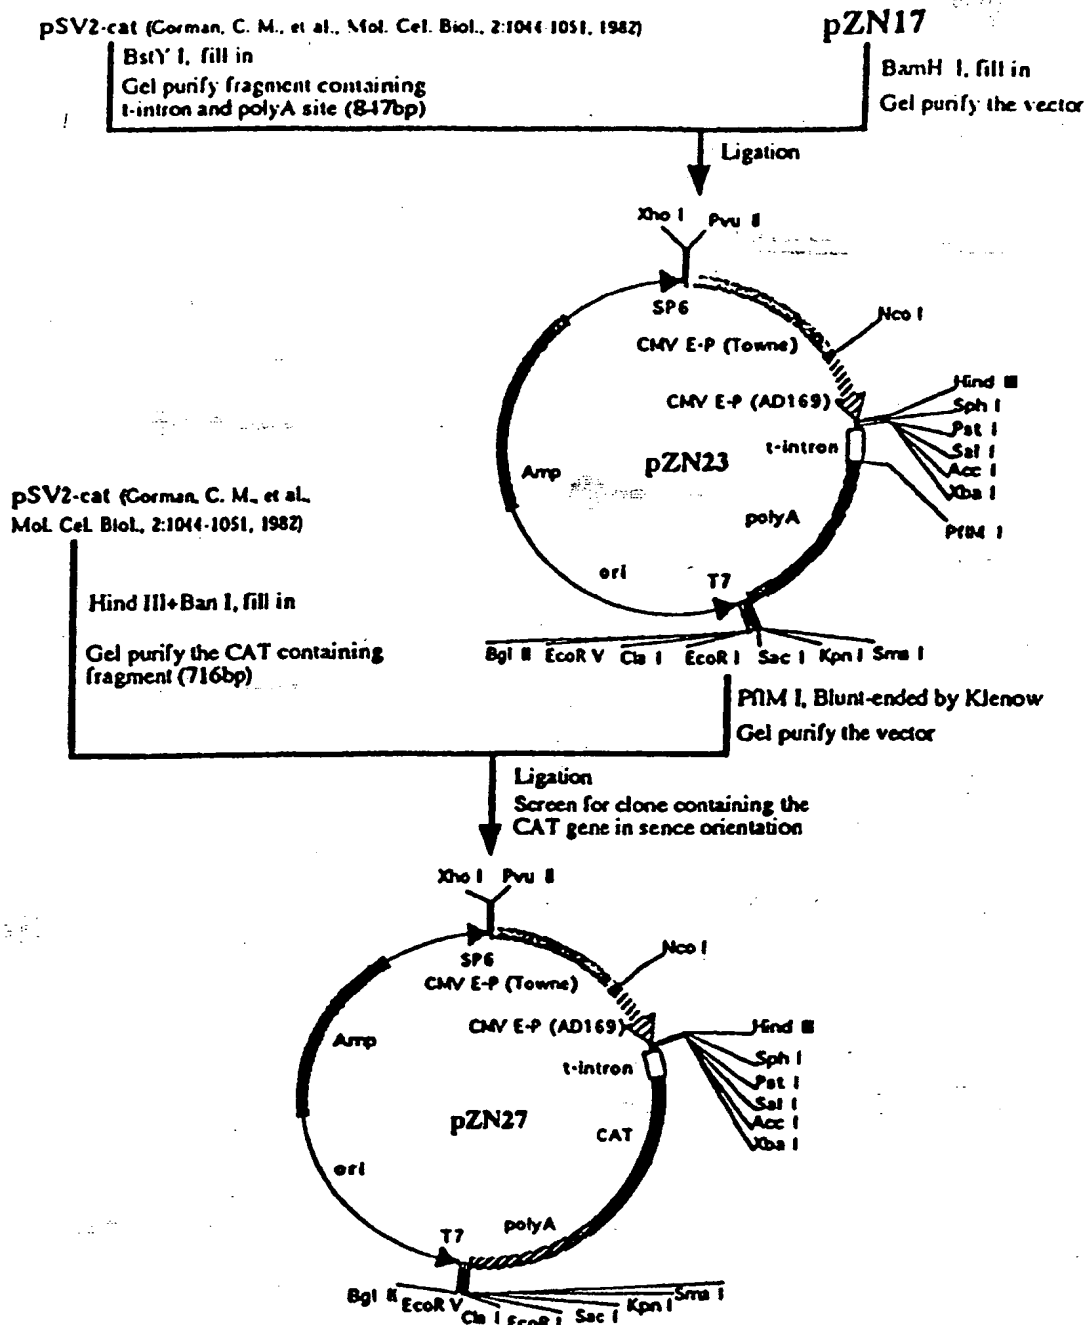 pSV2-cat (Gorman, C. M., et al., Mol. Cel. Biol., 2:1044-1051, 1982)
pZN17
BstY I, fill in
Gel purify fragment containing
t-intron and polyA site (847bp)
BamH I, fill in
Gel purify the vector
Ligation
Xho I
Pvu II
SP6
CMV E-P (Towne)
Nco I
CMV E-P (AD169)
Hind III
Sph I
Pst I
Sal I
Acc I
Xba I
t-intron
PflM I
pZN23
Amp
polyA
ori
T7
Bgl II
EcoR V
Cla I
EcoR I
Sac I
Kpn I
Sma I
pSV2-cat (Gorman, C. M., et al.,
Mol. Cel. Biol., 2:1044-1051, 1982)
Hind III+Ban I, fill in
Gel purify the CAT containing
fragment (716bp)
PflM I, Blunt-ended by Klenow
Gel purify the vector
Ligation
Screen for clone containing the
CAT gene in sence orientation
Xho I
Pvu II
SP6
CMV E-P (Towne)
Nco I
CMV E-P (AD169)
Hind III
Sph I
Pst I
Sal I
Acc I
Xba I
t-intron
Amp
pZN27
CAT
ori
polyA
T7
Bgl II
EcoR V
Cla I
EcoR I
Sac I
Kpn I
Sma I